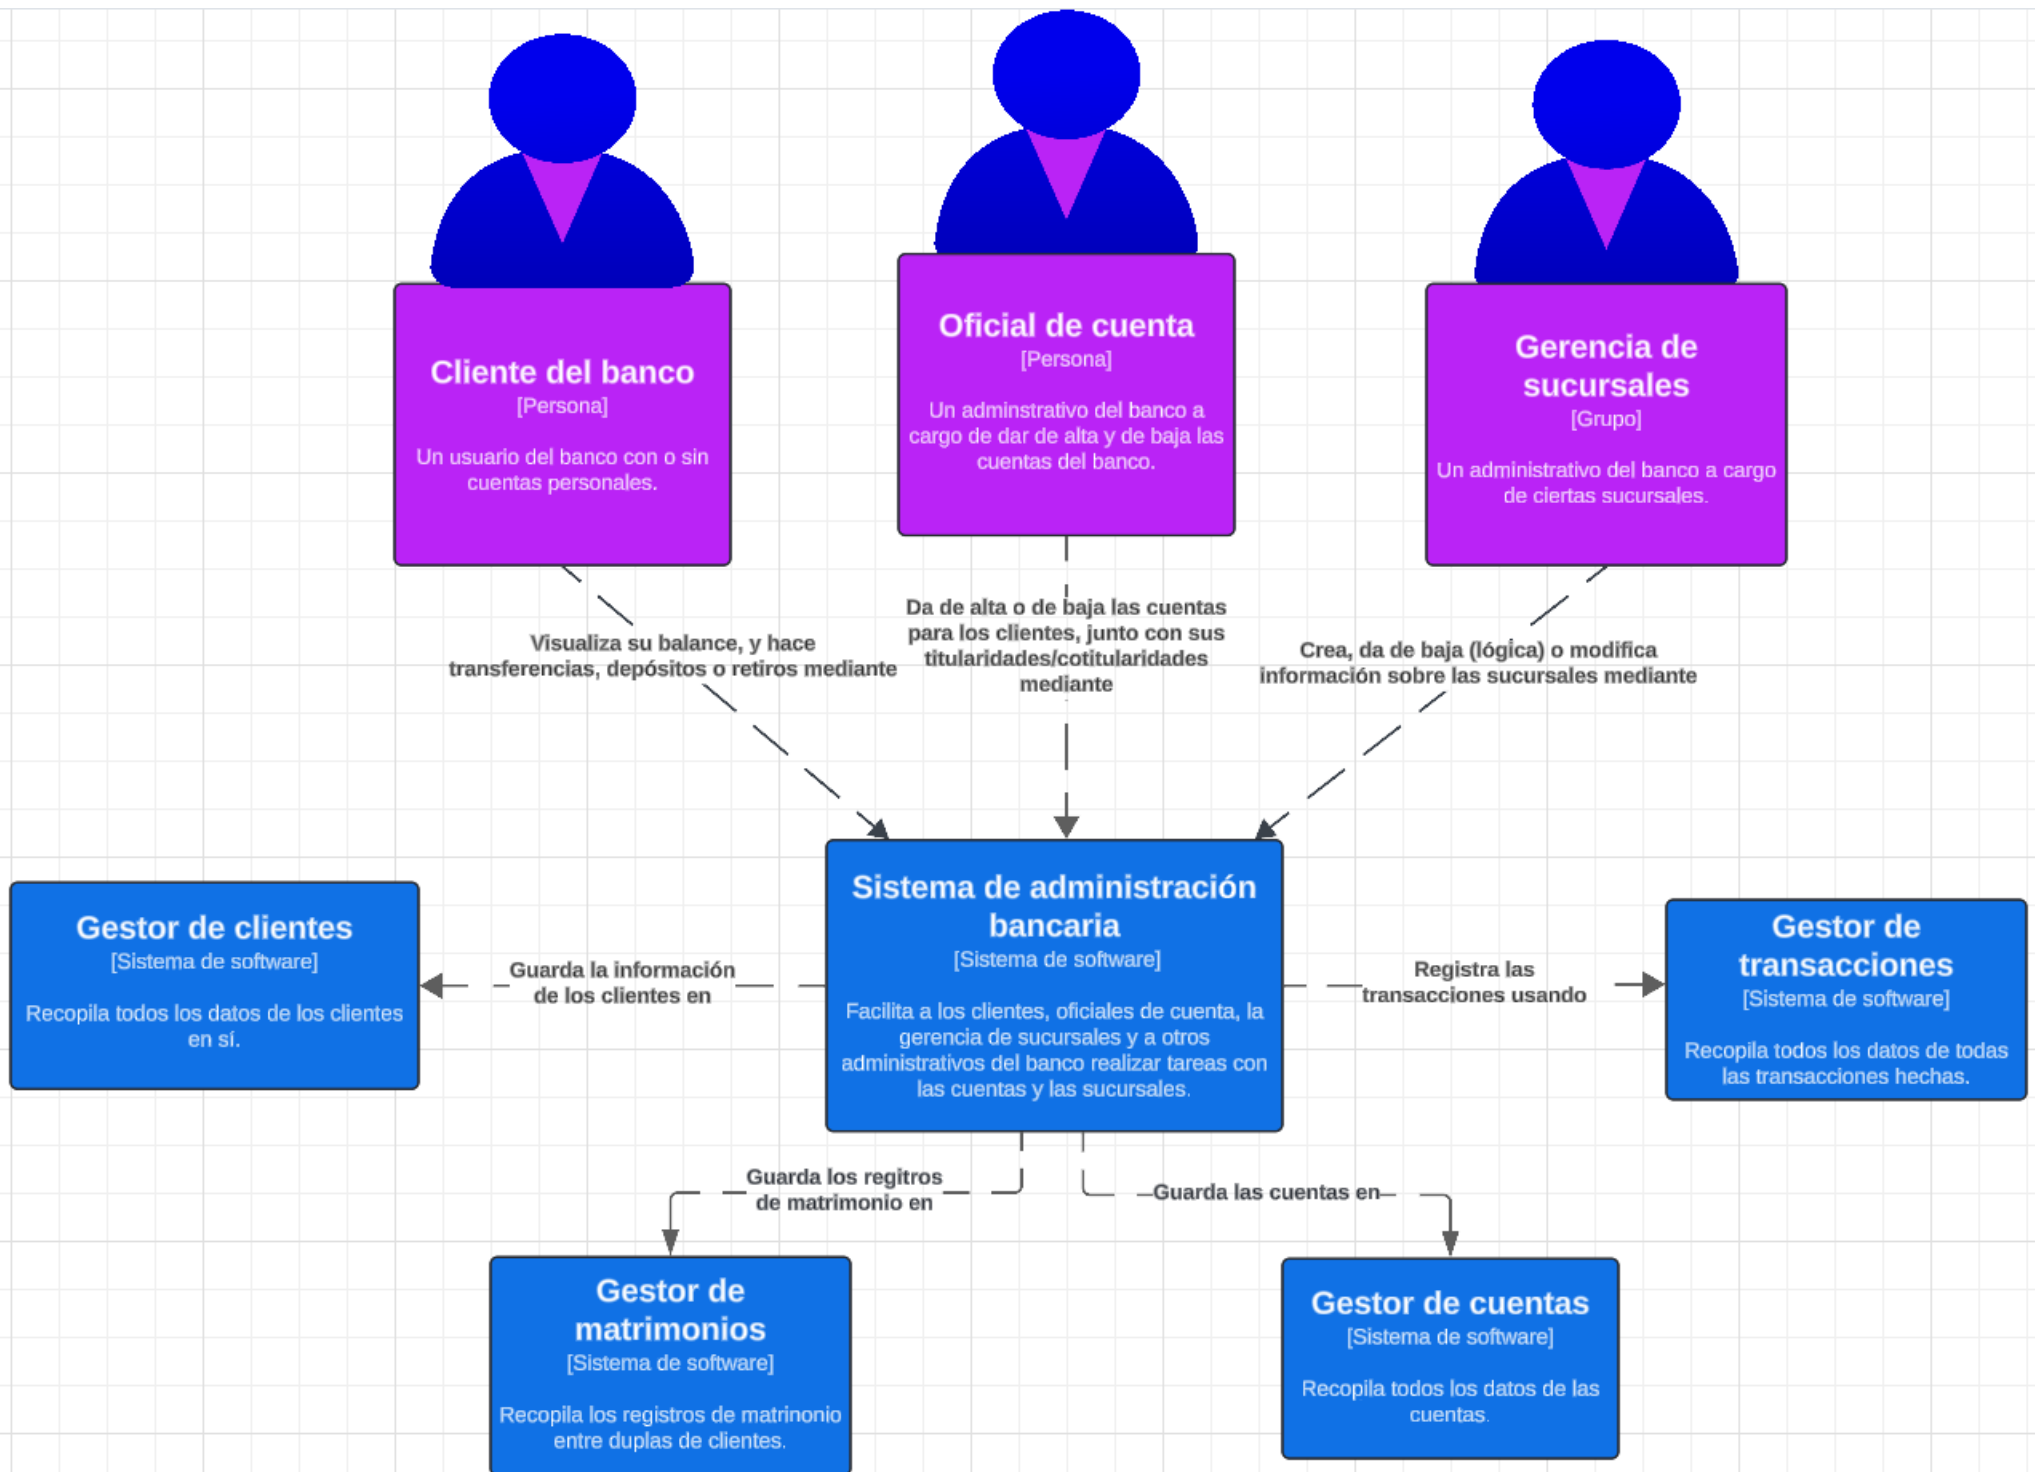 Cliente del banco
[Persona]
Un usuario del banco con o sin
cuentas personales.
Oficial de cuenta
[Persona]
Un adminstrativo del banco a
cargo de dar de alta y de baja las
cuentas del banco.
Gerencia de
sucursales
[Grupo]
Un administrativo del banco a cargo
de ciertas sucursales.
Visualiza su balance, y hace
transferencias, depósitos o retiros mediante
Da de alta o de baja las cuentas
para los clientes, junto con sus
titularidades/cotitularidades
mediante
Crea, da de baja (lógica) o modifica
información sobre las sucursales mediante
Gestor de clientes
[Sistema de software]
Recopila todos los datos de los clientes
en sí.
Guarda la información
de los clientes en
Sistema de administración
bancaria
[Sistema de software]
Facilita a los clientes, oficiales de cuenta, la
gerencia de sucursales y a otros
administrativos del banco realizar tareas con
las cuentas y las sucursales.
Registra las
transacciones usando
Gestor de
transacciones
[Sistema de software]
Recopila todos los datos de todas
las transacciones hechas.
Guarda los regitros
de matrimonio en
Guarda las cuentas en
Gestor de
matrimonios
[Sistema de software]
Recopila los registros de matrinonio
entre duplas de clientes.
Gestor de cuentas
[Sistema de software]
Recopila todos los datos de las
cuentas.